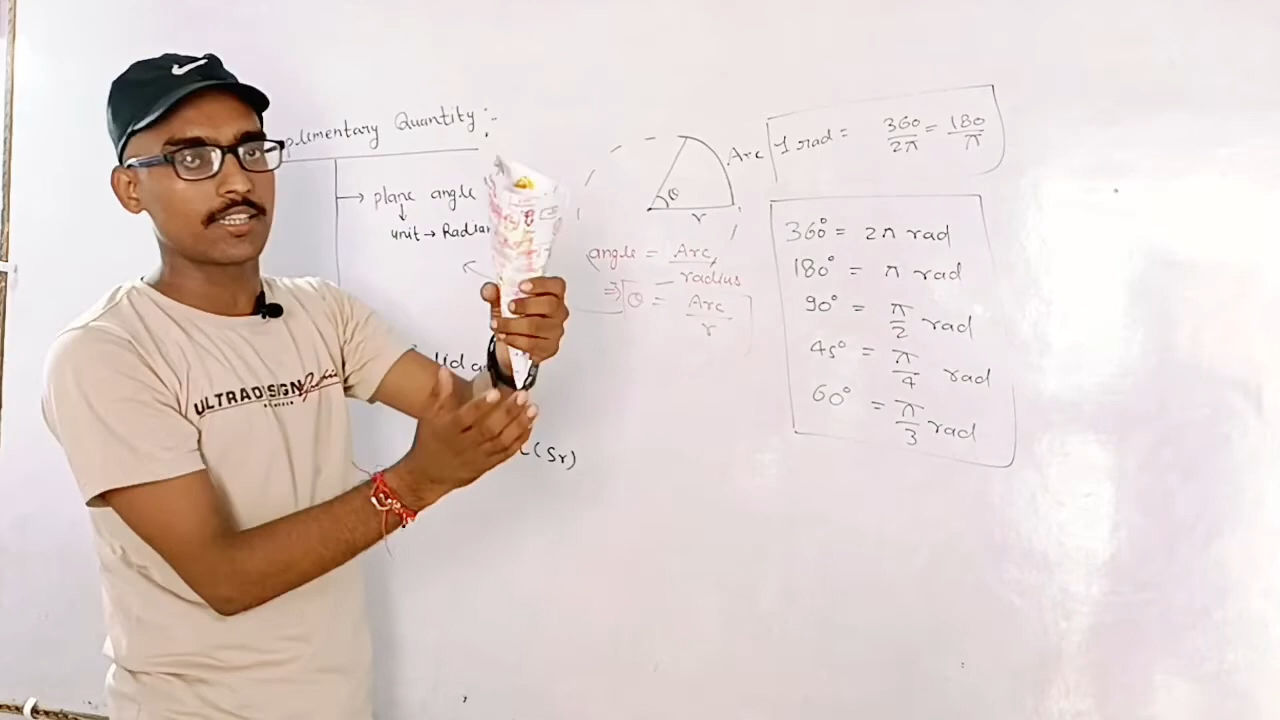 plementary Quantity :-
→ plane angle
unit → Radian
(Sr)
θ
r
Arc
angle = Arc / radius
⇒ θ = Arc / r
1 rad = 360/2π = 180/π
360° = 2π rad
180° = π rad
90° = π/2 rad
45° = π/4 rad
60° = π/3 rad
ULTRADESIGN